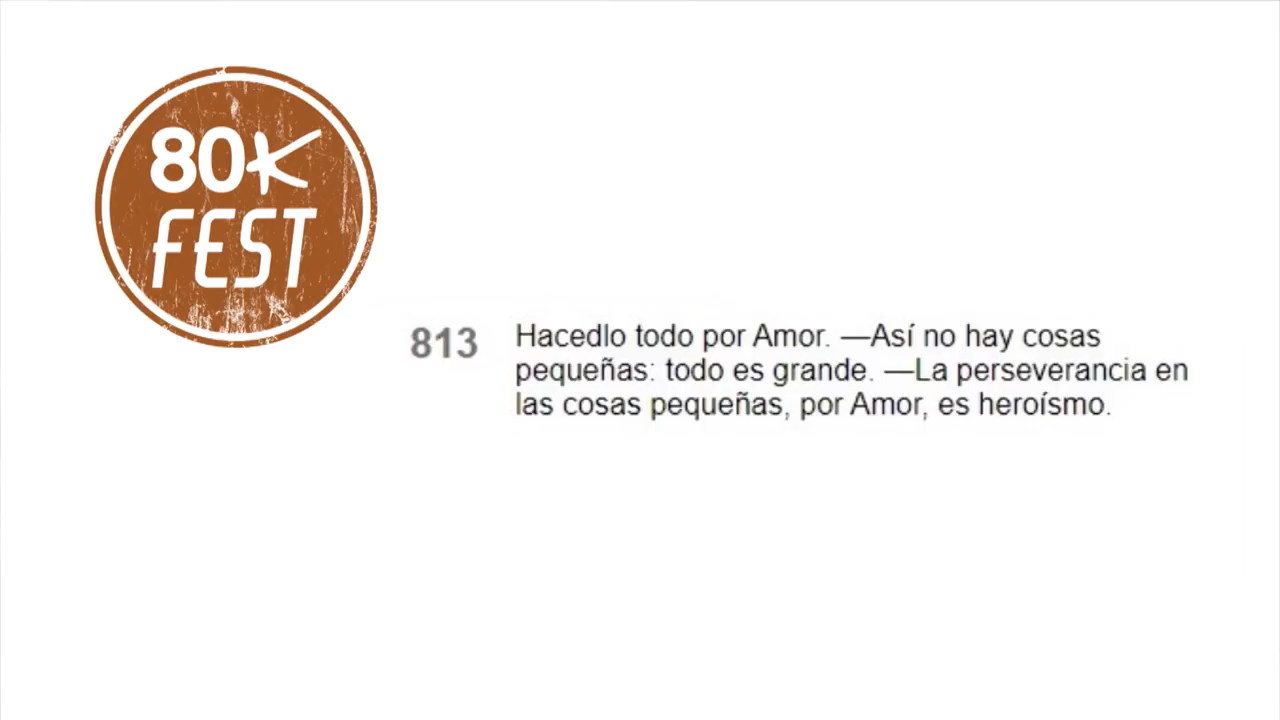 80K
FEST
813
Hacedlo todo por Amor. —Así no hay cosas
pequeñas: todo es grande. —La perseverancia en
las cosas pequeñas, por Amor, es heroísmo.